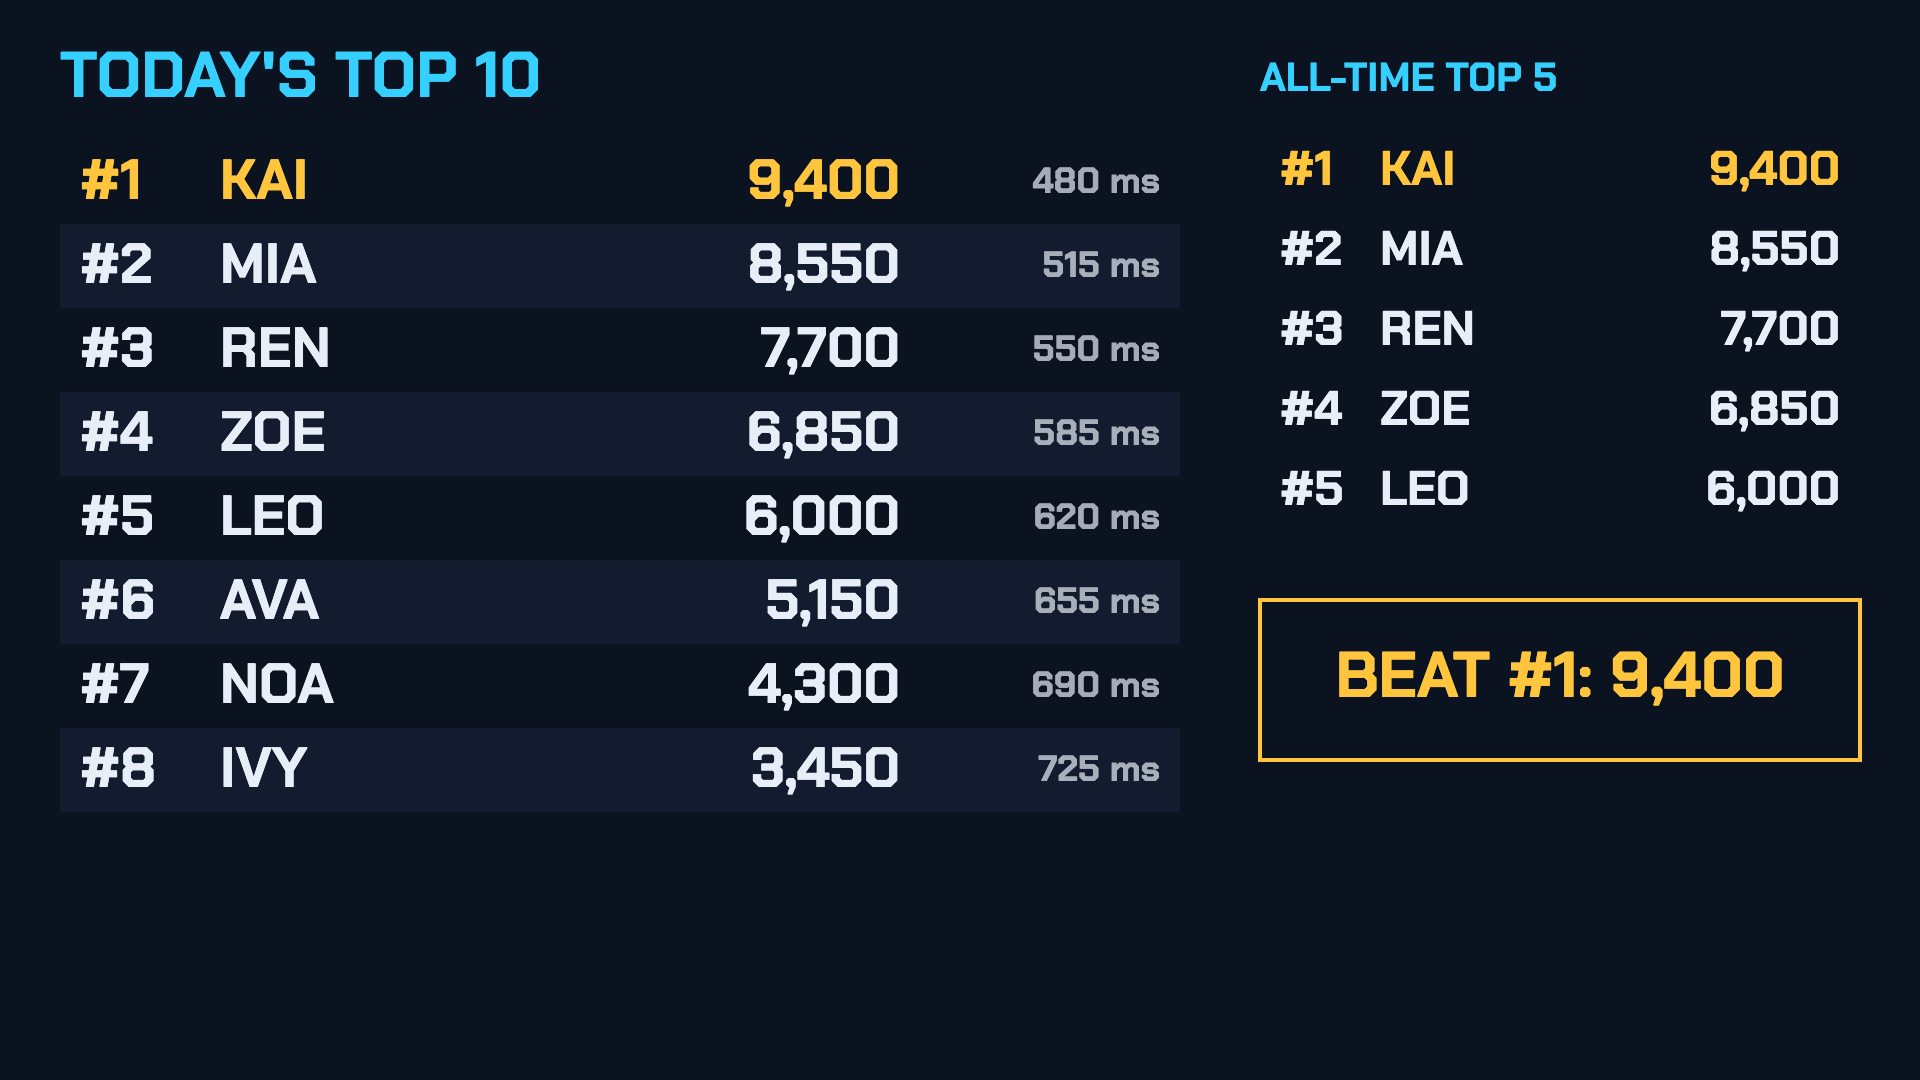 TODAY'S TOP 10
#1 KAI 9,400 480 ms
#2 MIA 8,550 515 ms
#3 REN 7,700 550 ms
#4 ZOE 6,850 585 ms
#5 LEO 6,000 620 ms
#6 AVA 5,150 655 ms
#7 NOA 4,300 690 ms
#8 IVY 3,450 725 ms
ALL-TIME TOP 5
#1 KAI 9,400
#2 MIA 8,550
#3 REN 7,700
#4 ZOE 6,850
#5 LEO 6,000
BEAT #1: 9,400